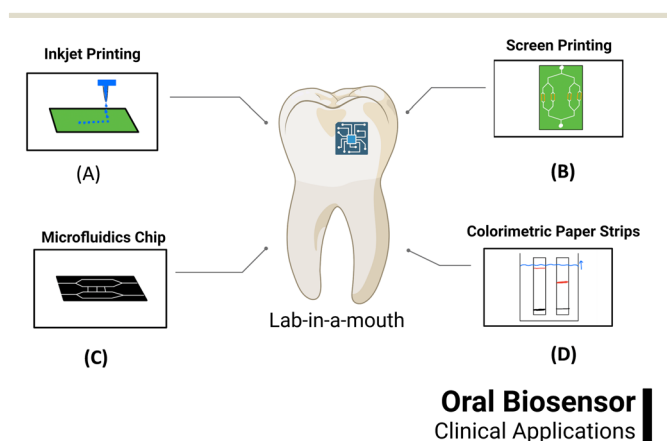 Inkjet Printing
(A)
Screen Printing
(B)
Microfluidics Chip
(C)
Colorimetric Paper Strips
(D)
Lab-in-a-mouth
Oral Biosensor
Clinical Applications